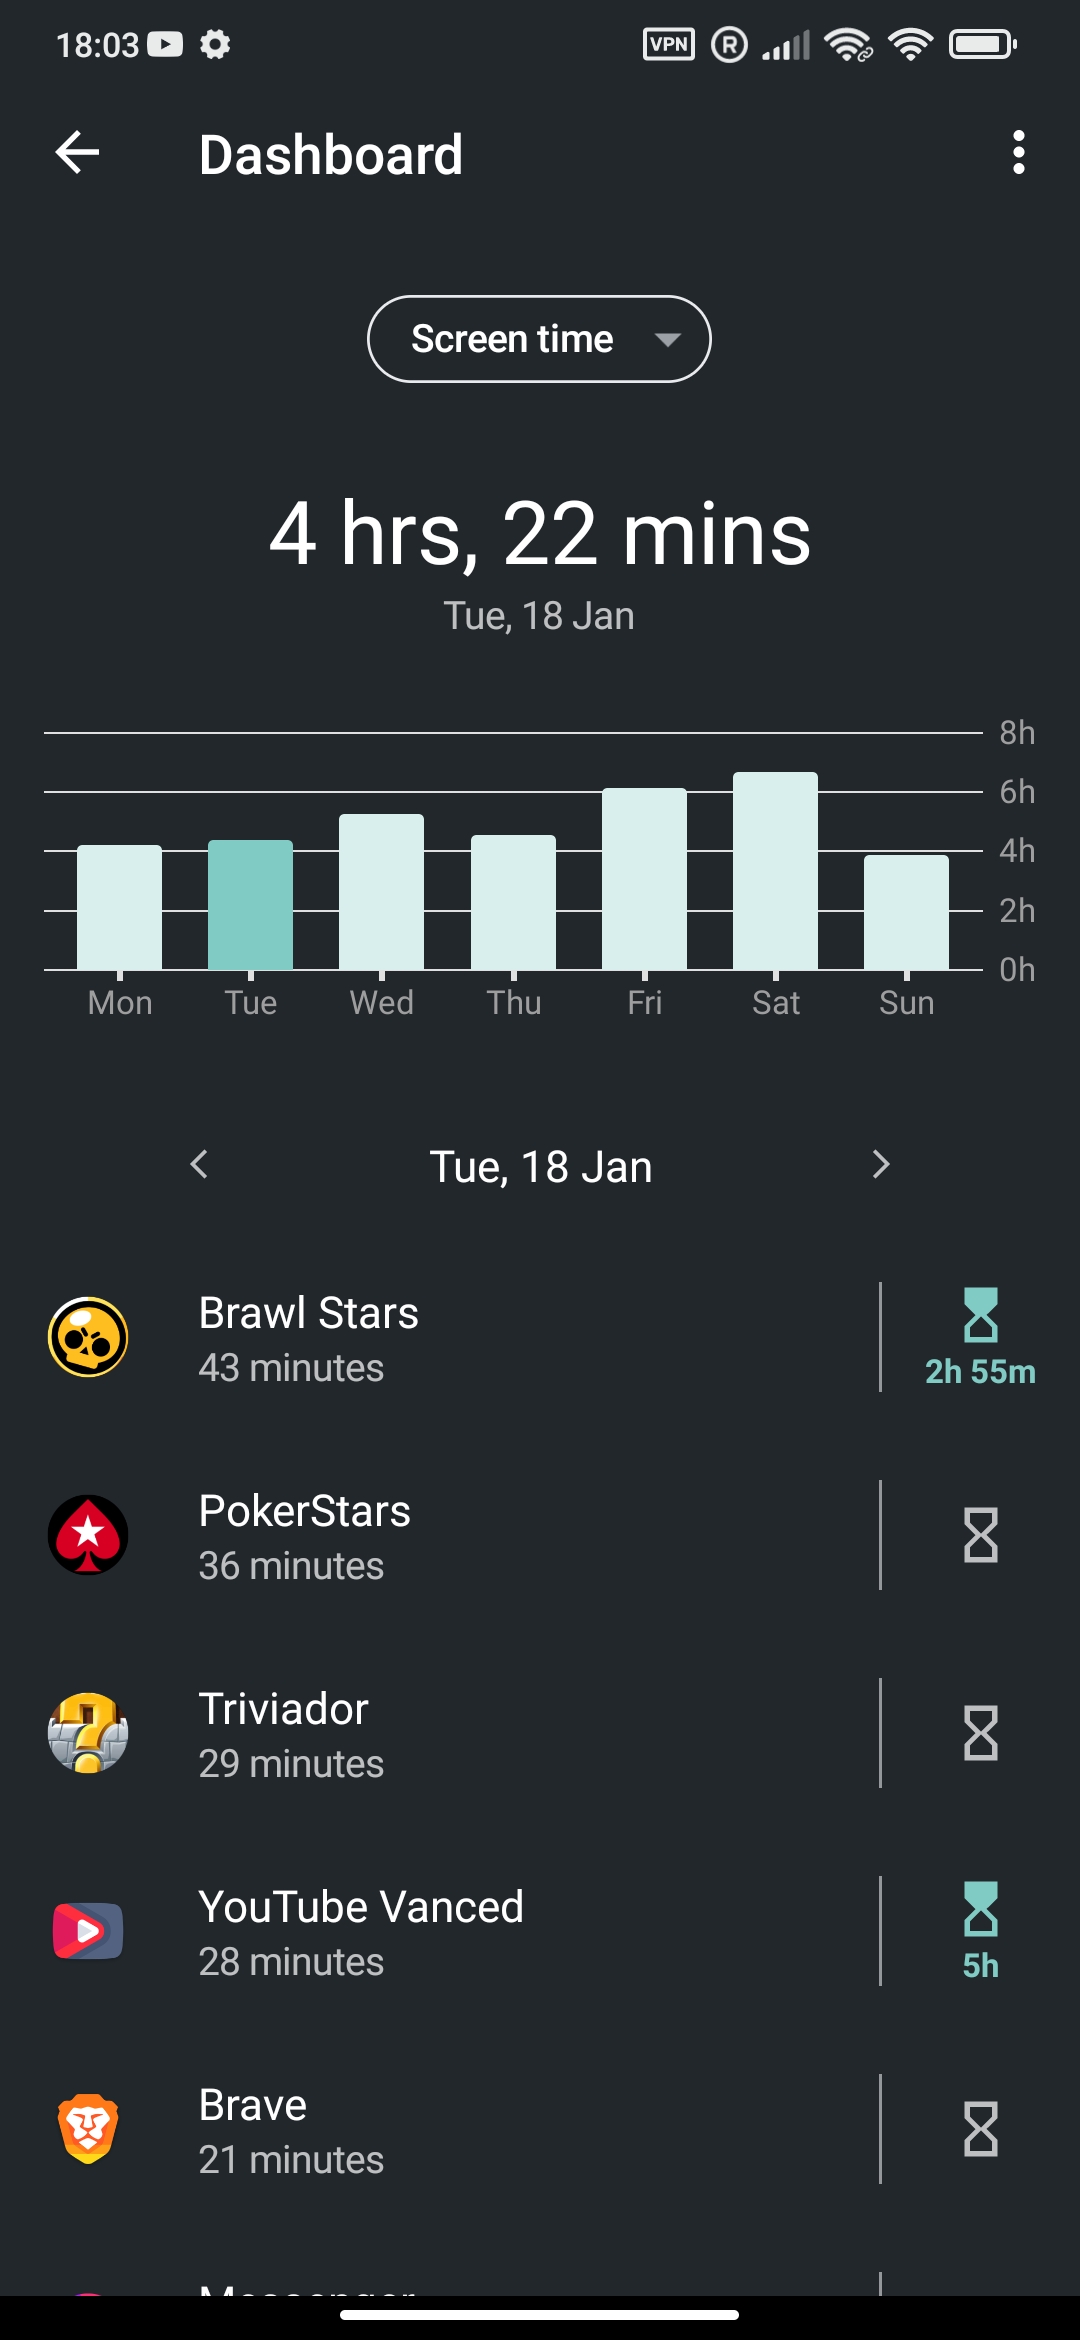 18:03
VPN R
Dashboard
Screen time
4 hrs, 22 mins
Tue, 18 Jan
8h
6h
4h
2h
0h
Mon Tue Wed Thu Fri Sat Sun
Tue, 18 Jan
Brawl Stars
43 minutes
2h 55m
PokerStars
36 minutes
Triviador
29 minutes
YouTube Vanced
28 minutes
5h
Brave
21 minutes
Messenger